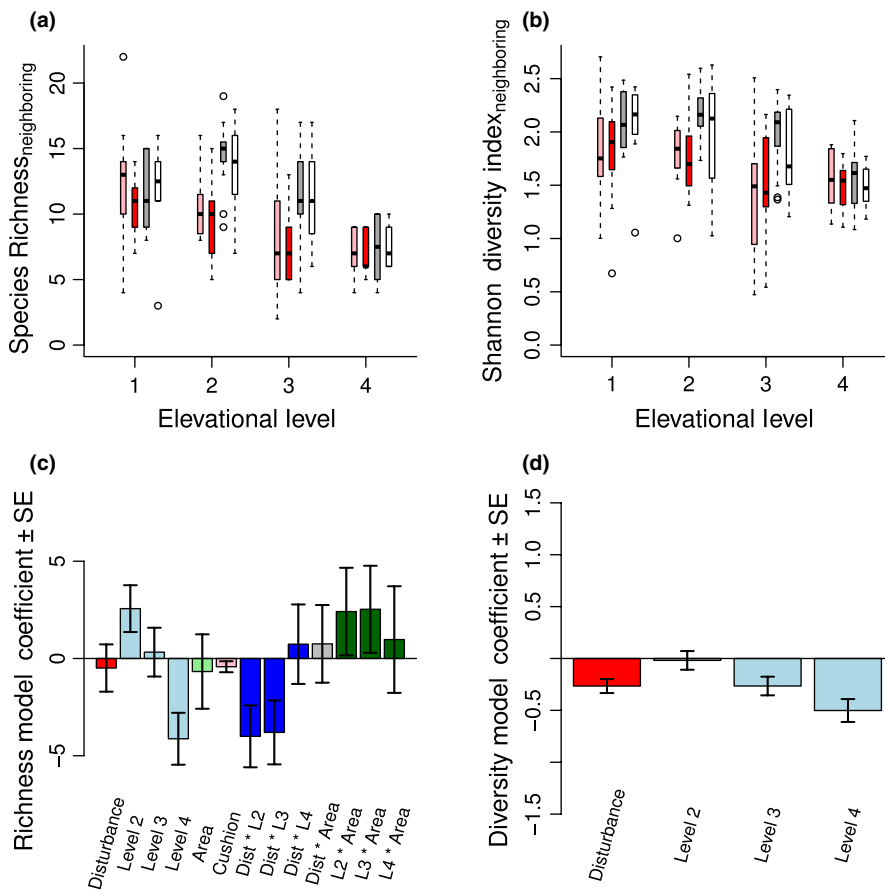 (a)
Species Richness neighboring
0
5
10
15
20
1 2 3 4
Elevational level
(b)
Shannon diversity index neighboring
0.0
0.5
1.0
1.5
2.0
2.5
1 2 3 4
Elevational level
(c)
Richness model coefficient ± SE
5
0
−5
Disturbance
Level 2
Level 3
Level 4
Area
Cushion
Dist * L2
Dist * L3
Dist * L4
Dist * Area
L2 * Area
L3 * Area
L4 * Area
(d)
Diversity model coefficient ± SE
1.5
0.5
−0.5
−1.5
Disturbance
Level 2
Level 3
Level 4